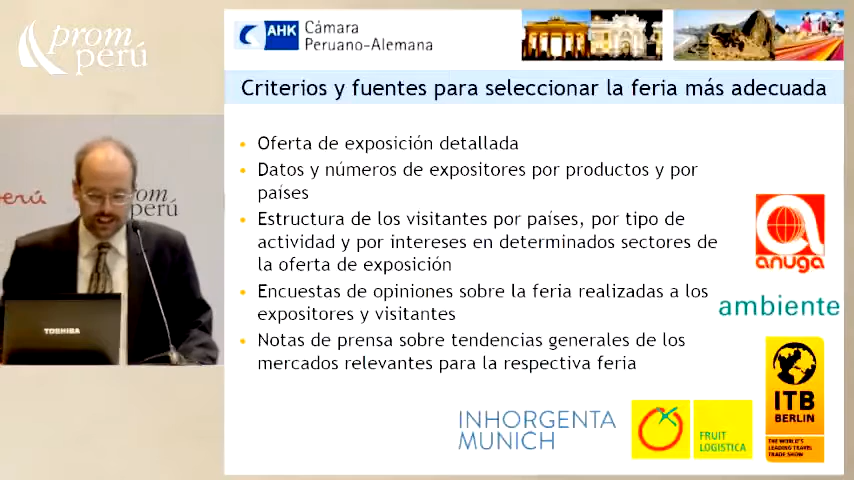 prom
perú
AHK
Cámara
Peruano-Alemana
Criterios y fuentes para seleccionar la feria más adecuada
Oferta de exposición detallada
Datos y números de expositores por productos y por
países
Estructura de los visitantes por países, por tipo de
actividad y por intereses en determinados sectores de
la oferta de exposición
Encuestas de opiniones sobre la feria realizadas a los
expositores y visitantes
Notas de prensa sobre tendencias generales de los
mercados relevantes para la respectiva feria
perú
prom
perú
TOSHIBA
anuga
ambiente
INHORGENTA
MUNICH
FRUIT
LOGISTICA
ITB
BERLIN
THE WORLD'S
LEADING TRAVEL
TRADE SHOW